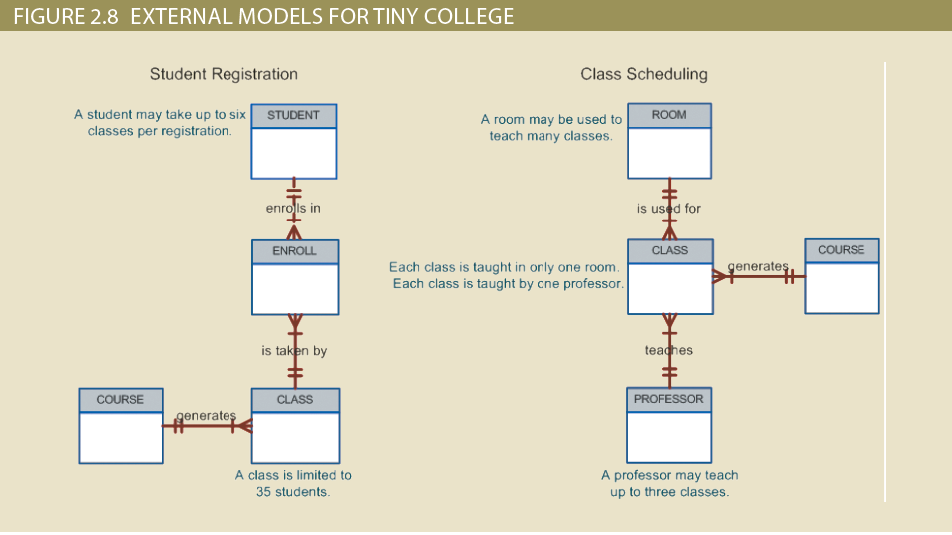 FIGURE 2.8 EXTERNAL MODELS FOR TINY COLLEGE
Student Registration
A student may take up to six
classes per registration.
STUDENT
enrolls in
ENROLL
is taken by
COURSE
generates
CLASS
A class is limited to
35 students.
Class Scheduling
A room may be used to
teach many classes.
ROOM
is used for
Each class is taught in only one room.
Each class is taught by one professor.
CLASS
generates
COURSE
teaches
PROFESSOR
A professor may teach
up to three classes.